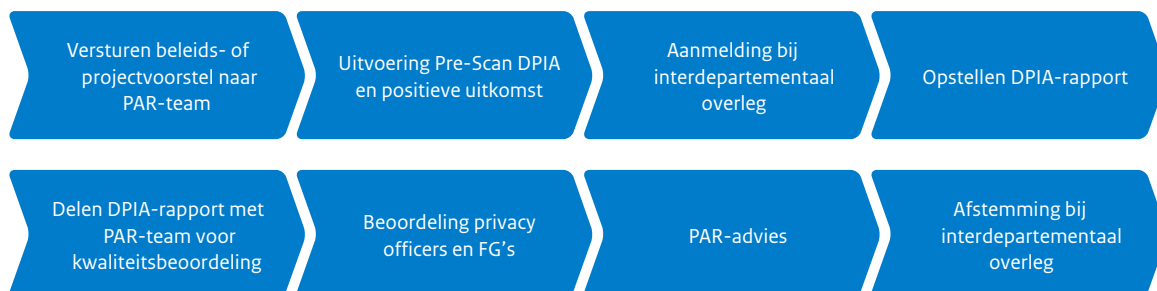 Versturen beleids- of
projectvoorstel naar
PAR-team
Uitvoering Pre-Scan DPIA
en positieve uitkomst
Aanmelding bij
interdepartementaal
overleg
Opstellen DPIA-rapport
Delen DPIA-rapport met
PAR-team voor
kwaliteitsbeoordeling
Beoordeling privacy
officers en FG’s
PAR-advies
Afstemming bij
interdepartementaal
overleg